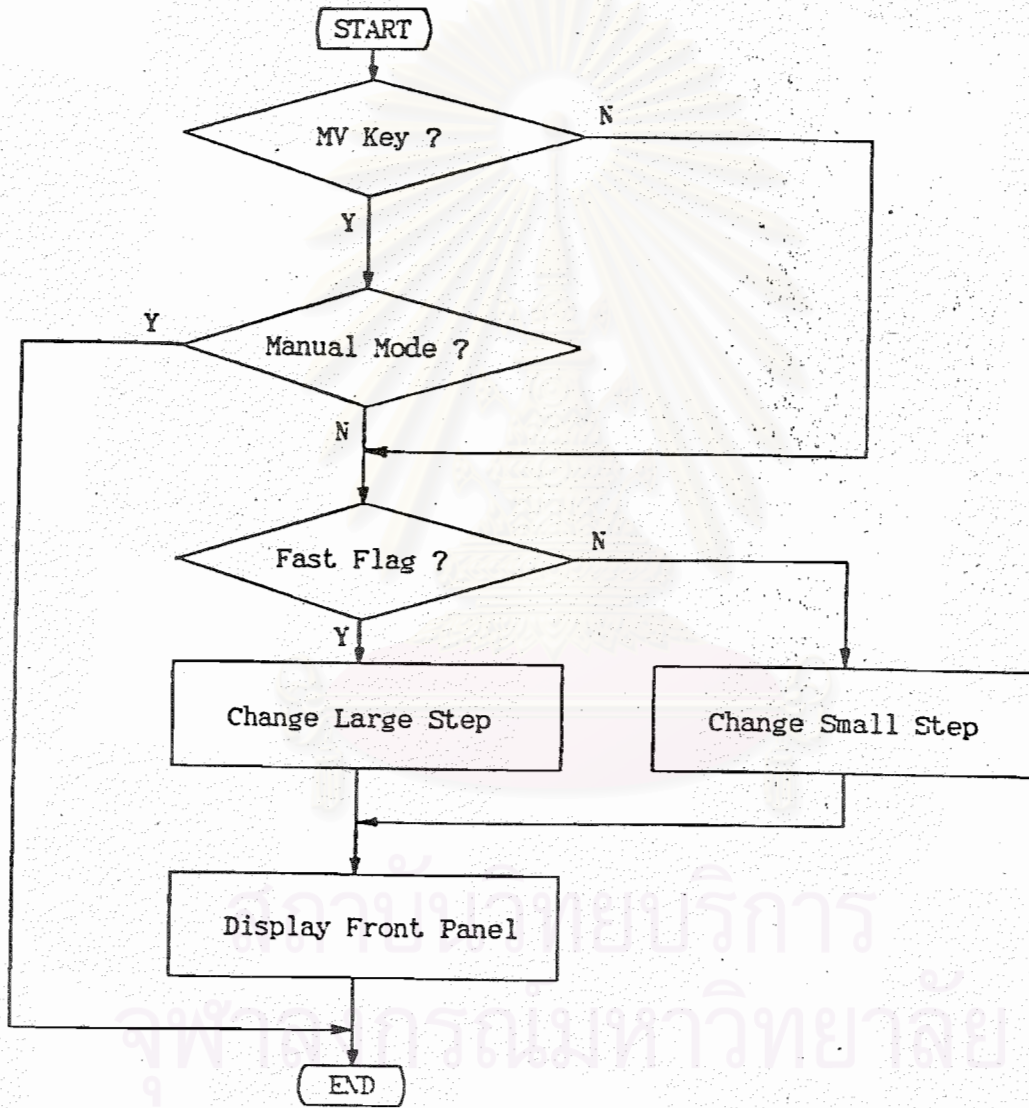 START
MV Key ?
N
Y
Manual Mode ?
Y
N
Fast Flag ?
N
Y
Change Large Step
Change Small Step
Display Front Panel
สถาบันวิทยบริการ
จุฬาลงกรณ์มหาวิทยาลัย
END